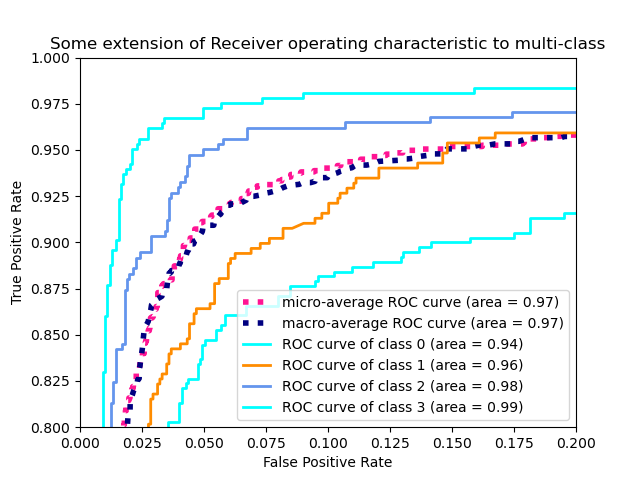 Some extension of Receiver operating characteristic to multi-class
1.000
0.975
0.950
0.925
0.900
0.875
0.850
0.825
0.800
True Positive Rate
micro-average ROC curve (area = 0.97)
macro-average ROC curve (area = 0.97)
ROC curve of class 0 (area = 0.94)
ROC curve of class 1 (area = 0.96)
ROC curve of class 2 (area = 0.98)
ROC curve of class 3 (area = 0.99)
0.000 0.025 0.050 0.075 0.100 0.125 0.150 0.175 0.200
False Positive Rate